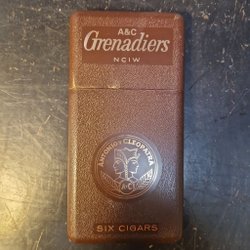 A&C
Grenadiers
NCIW
ANTONIO Y CLEOPATRA
A·C
SIX CIGARS